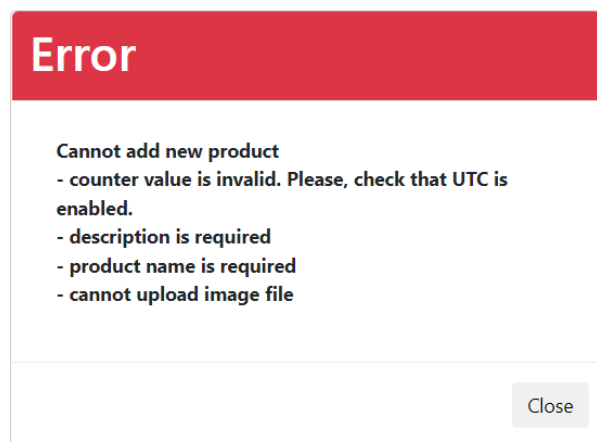 Error
Cannot add new product
- counter value is invalid. Please, check that UTC is
enabled.
- description is required
- product name is required
- cannot upload image file
Close